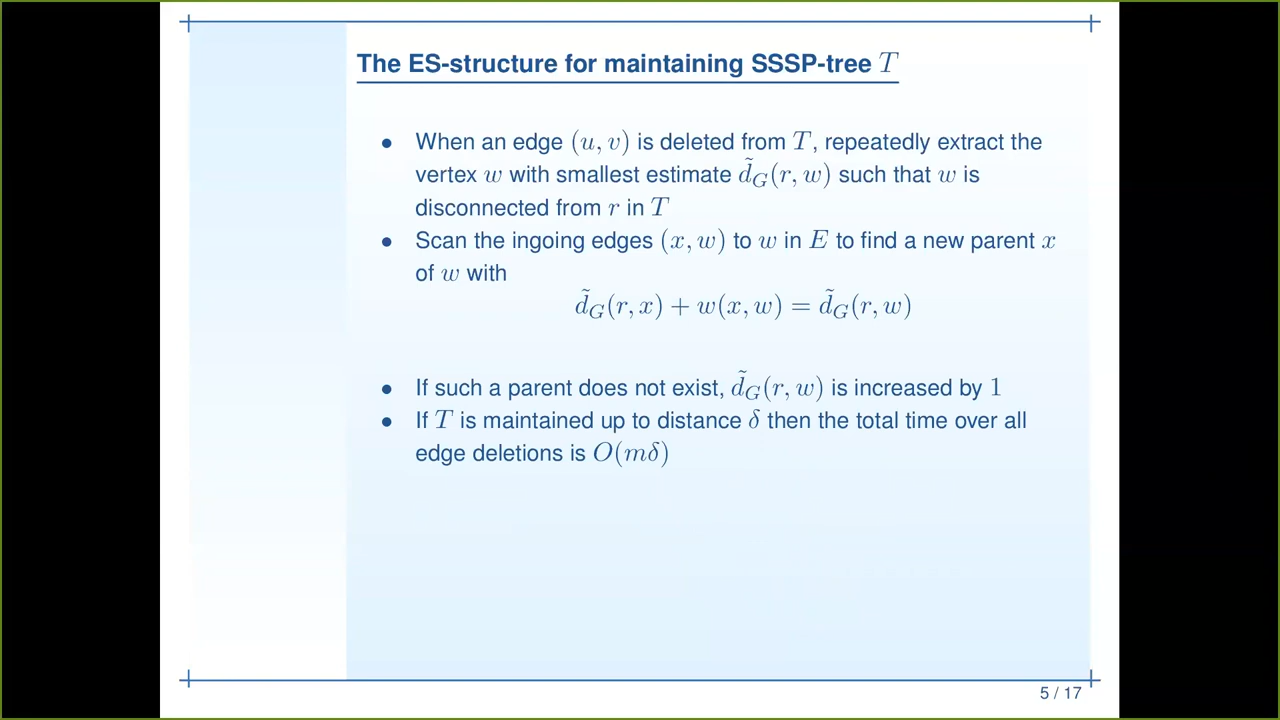 The ES-structure for maintaining SSSP-tree T
● When an edge (u, v) is deleted from T, repeatedly extract the
vertex w with smallest estimate d̃_G(r, w) such that w is
disconnected from r in T
● Scan the ingoing edges (x, w) to w in E to find a new parent x
of w with
d̃_G(r, x) + w(x, w) = d̃_G(r, w)
● If such a parent does not exist, d̃_G(r, w) is increased by 1
● If T is maintained up to distance δ then the total time over all
edge deletions is O(mδ)
5 / 17